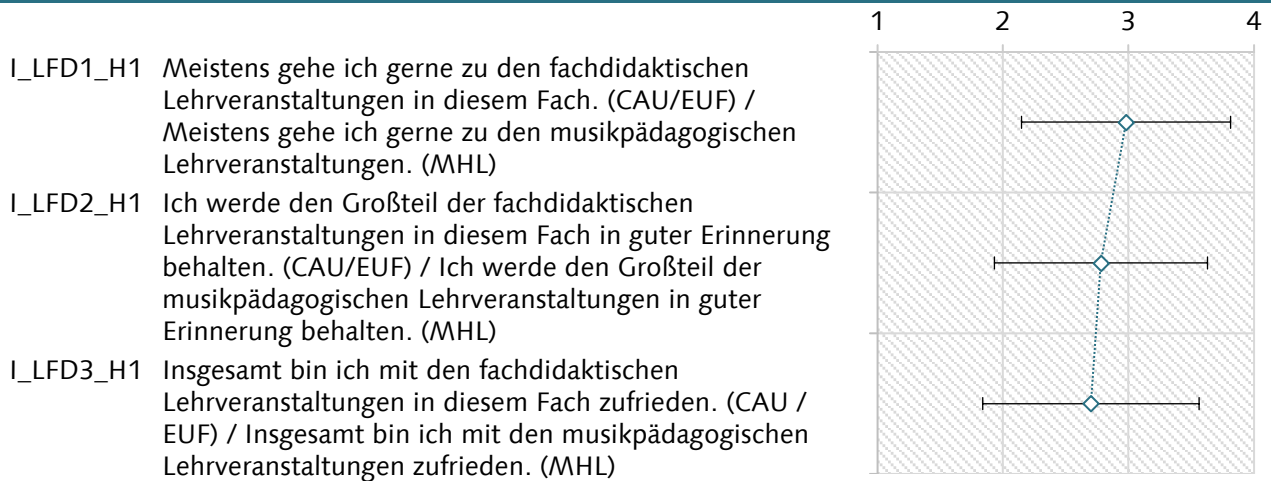 1 2 3 4
I_LFD1_H1 Meistens gehe ich gerne zu den fachdidaktischen
Lehrveranstaltungen in diesem Fach. (CAU/EUF) /
Meistens gehe ich gerne zu den musikpädagogischen
Lehrveranstaltungen. (MHL)
I_LFD2_H1 Ich werde den Großteil der fachdidaktischen
Lehrveranstaltungen in diesem Fach in guter Erinnerung
behalten. (CAU/EUF) / Ich werde den Großteil der
musikpädagogischen Lehrveranstaltungen in guter
Erinnerung behalten. (MHL)
I_LFD3_H1 Insgesamt bin ich mit den fachdidaktischen
Lehrveranstaltungen in diesem Fach zufrieden. (CAU /
EUF) / Insgesamt bin ich mit den musikpädagogischen
Lehrveranstaltungen zufrieden. (MHL)